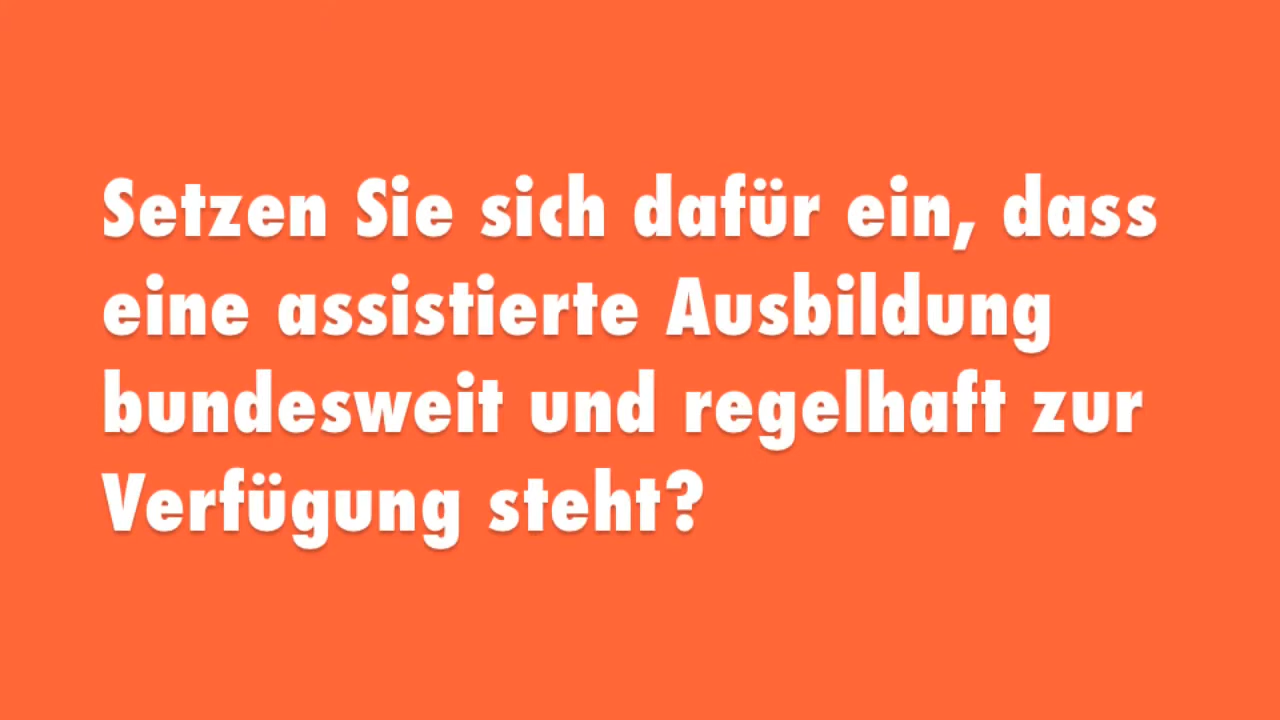 Setzen Sie sich dafür ein, dass
eine assistierte Ausbildung
bundesweit und regelhaft zur
Verfügung steht?